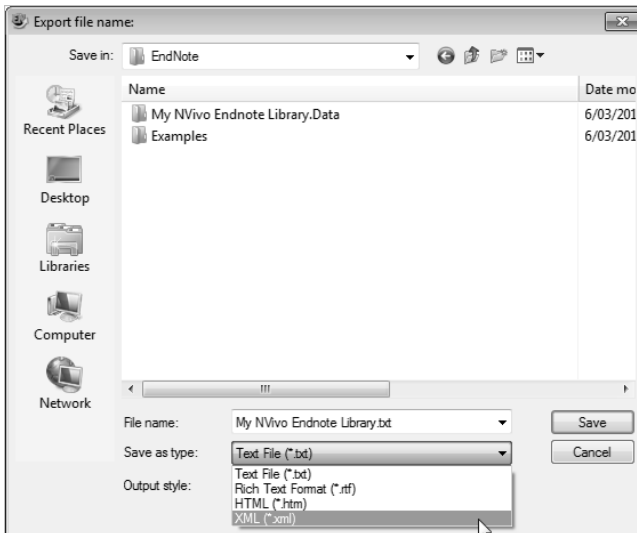 Export file name:
Save in: EndNote
Name Date mo
My NVivo Endnote Library.Data 6/03/201
Examples 6/03/201
Recent Places
Desktop
Libraries
Computer
Network
File name: My NVivo Endnote Library.txt Save
Save as type: Text File (*.txt) Cancel
Output style: Text File (*.txt)
Rich Text Format (*.rtf)
HTML (*.htm)
XML (*.xml)